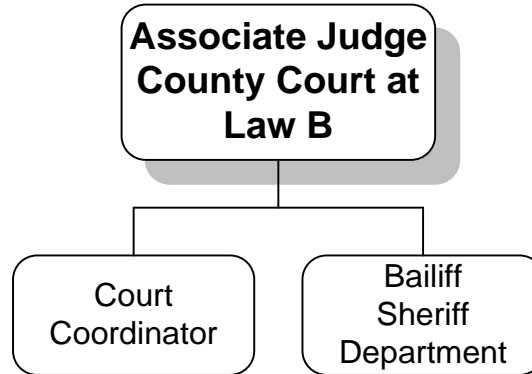 Associate Judge
County Court at
Law B
Court
Coordinator
Bailiff
Sheriff
Department